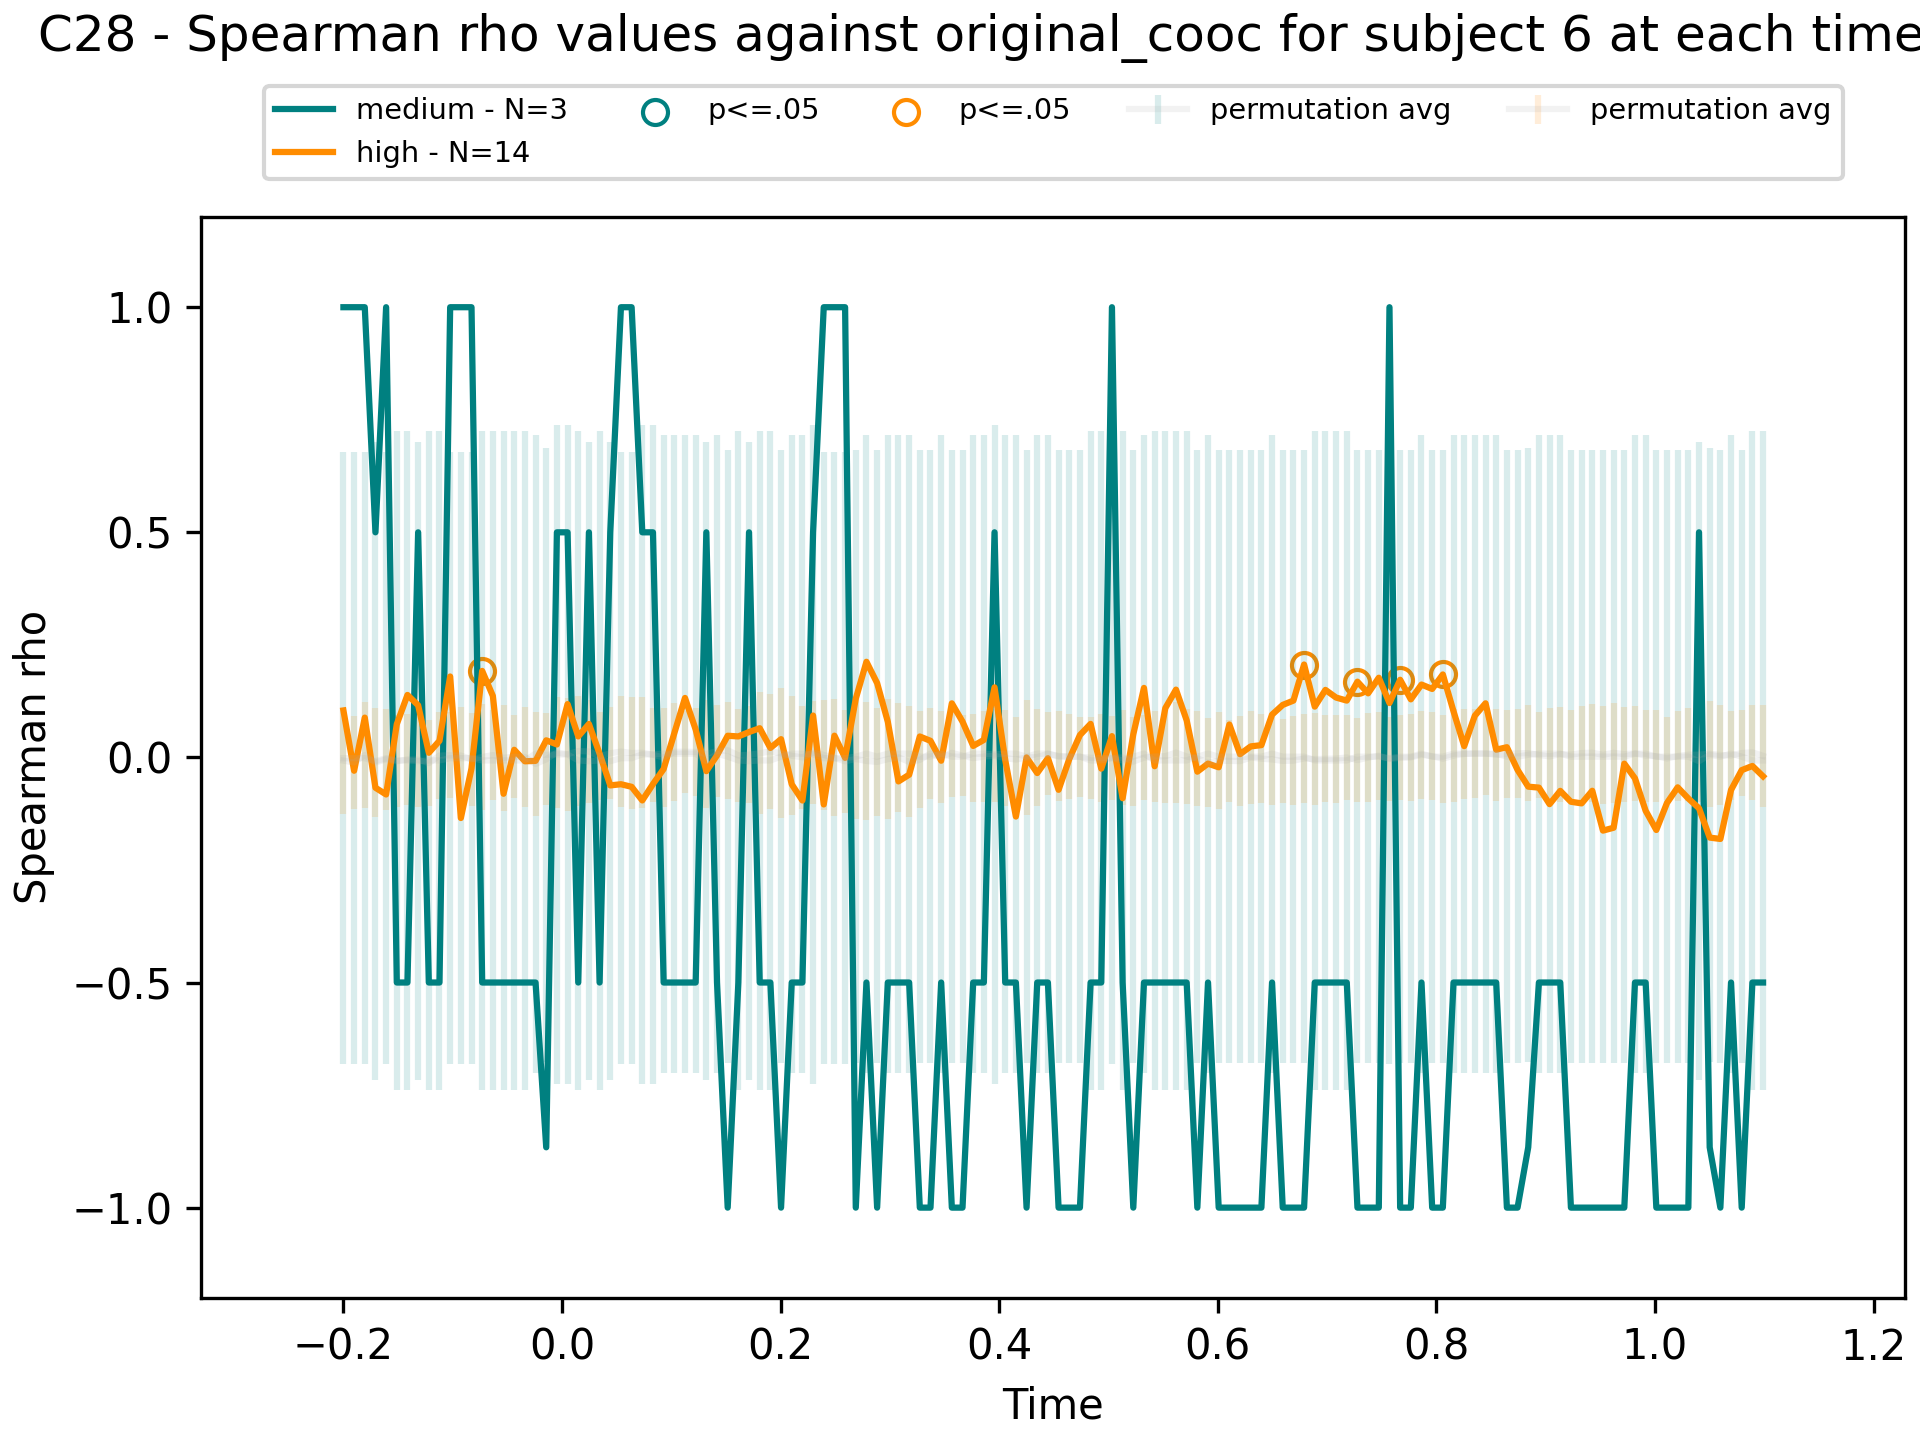 C28 - Spearman rho values against original_cooc for subject 6 at each time
medium - N=3
high - N=14
p<=.05
p<=.05
permutation avg
permutation avg
1.0
0.5
0.0
−0.5
−1.0
Spearman rho
−0.2
0.0
0.2
0.4
0.6
0.8
1.0
1.2
Time